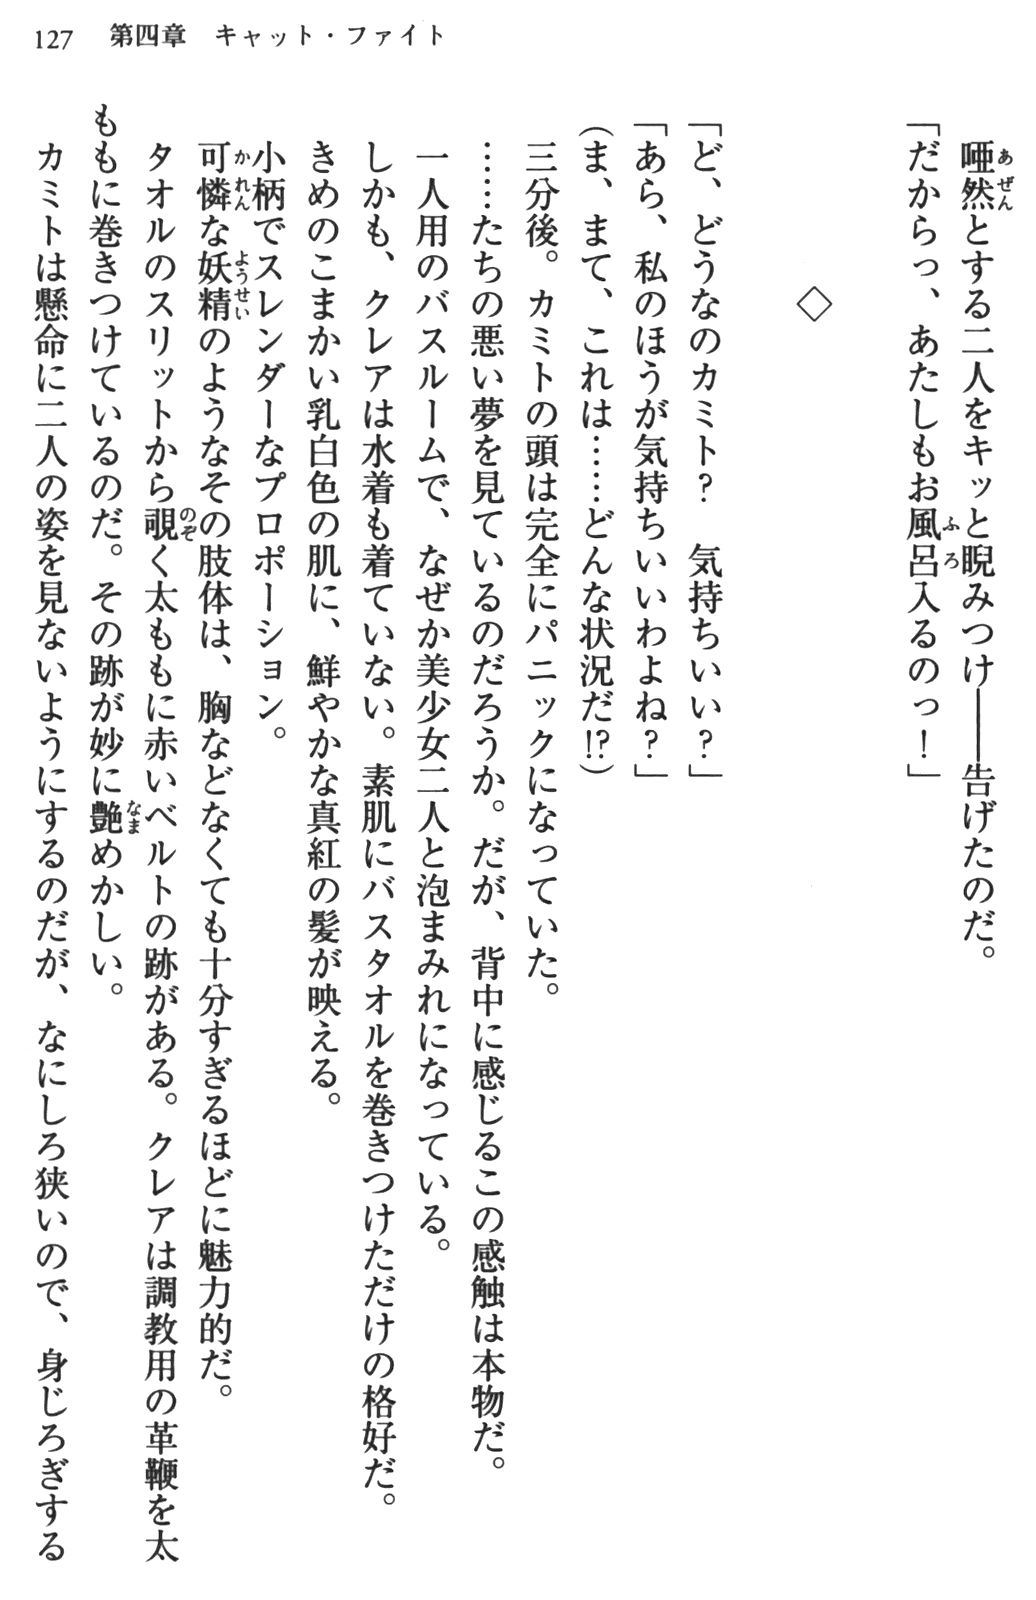 127　第四章　キャット・ファイト
　唖然とする二人をキッと睨みつけ――告げたのだ。
「だからっ、あたしもお風呂入るのっ！」
◇
「ど、どうなのカミト？　気持ちいい？」
「あら、私のほうが気持ちいいわよね？」
（ま、まて、これは……どんな状況だ!?）
　三分後。カミトの頭は完全にパニックになっていた。
　……たちの悪い夢を見ているのだろうか。だが、背中に感じるこの感触は本物だ。
　一人用のバスルームで、なぜか美少女二人と泡まみれになっている。
　しかも、クレアは水着も着ていない。素肌にバスタオルを巻きつけただけの格好だ。
　きめのこまかい乳白色の肌に、鮮やかな真紅の髪が映える。
　小柄でスレンダーなプロポーション。
　可憐な妖精のようなその肢体は、胸などなくても十分すぎるほどに魅力的だ。
　タオルのスリットから覗く太ももに赤いベルトの跡がある。クレアは調教用の革鞭を太
ももに巻きつけているのだ。その跡が妙に艶めかしい。
　カミトは懸命に二人の姿を見ないようにするのだが、なにしろ狭いので、身じろぎする